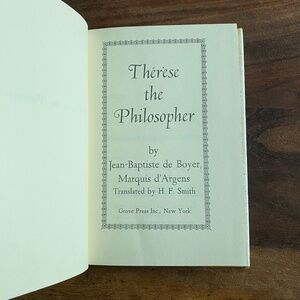 Thérèse
the
Philosopher
by
Jean-Baptiste de Boyer,
Marquis d'Argens
Translated by H. F. Smith
Grove Press Inc., New York